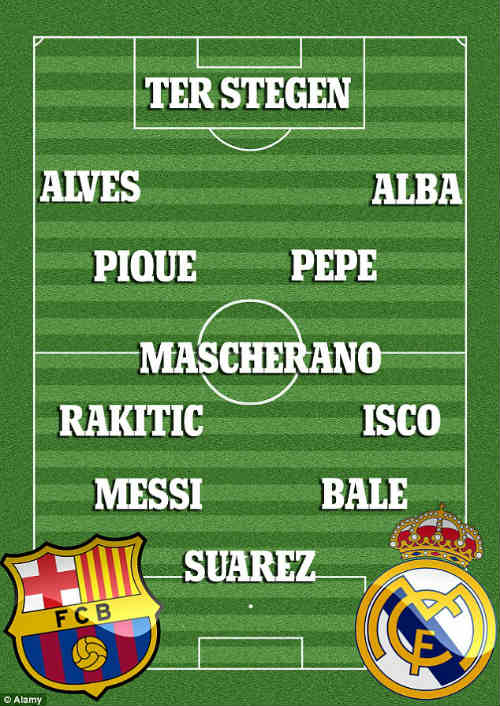 TER STEGEN
ALVES ALBA
PIQUE PEPE
MASCHERANO
RAKITIC ISCO
MESSI BALE
SUAREZ
FCB
© Alamy